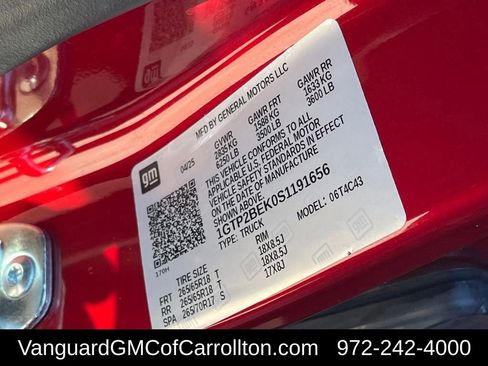 MFD BY GENERAL MOTORS LLC
gm
04/25
GVWR
2835 KG
6250 LB
GAWR FRT
1588 KG
3500 LB
GAWR RR
1633 KG
3600 LB
THIS VEHICLE CONFORMS TO ALL
APPLICABLE U.S. FEDERAL MOTOR
VEHICLE SAFETY STANDARDS IN EFFECT
ON THE DATE OF MANUFACTURE
SHOWN ABOVE.
1GTP2BEK0S1191656
TYPE: TRUCK
MODEL: 06T4C43
170H
TIRE SIZE RIM
FRT 265/65R18 T 18X8.5J
RR 265/65R18 T 18X8.5J
SPA 265/70R17 S 17X8J
VanguardGMCofCarrollton.com 972-242-4000